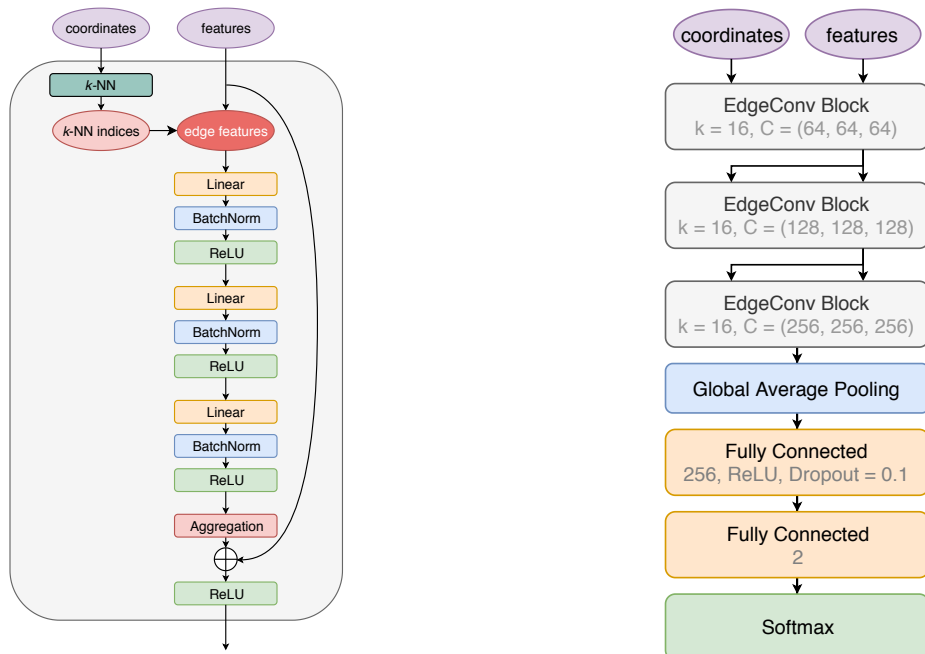 coordinates
features
k-NN
k-NN indices
edge features
Linear
BatchNorm
ReLU
Linear
BatchNorm
ReLU
Linear
BatchNorm
ReLU
Aggregation
ReLU
coordinates
features
EdgeConv Block
k = 16, C = (64, 64, 64)
EdgeConv Block
k = 16, C = (128, 128, 128)
EdgeConv Block
k = 16, C = (256, 256, 256)
Global Average Pooling
Fully Connected
256, ReLU, Dropout = 0.1
Fully Connected
2
Softmax